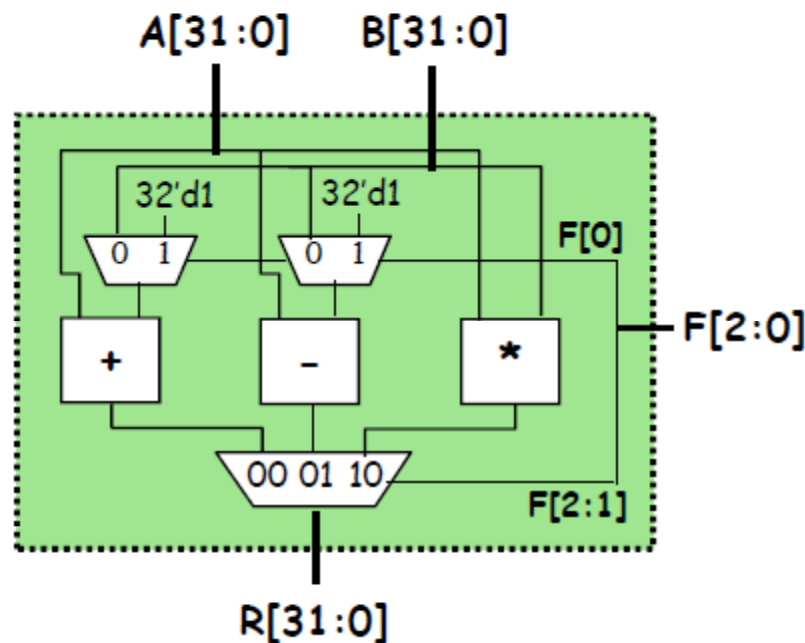 A[31:0] B[31:0]
32'd1 32'd1
0 1 0 1 F[0]
F[2:0]
+ - *
00 01 10
F[2:1]
R[31:0]